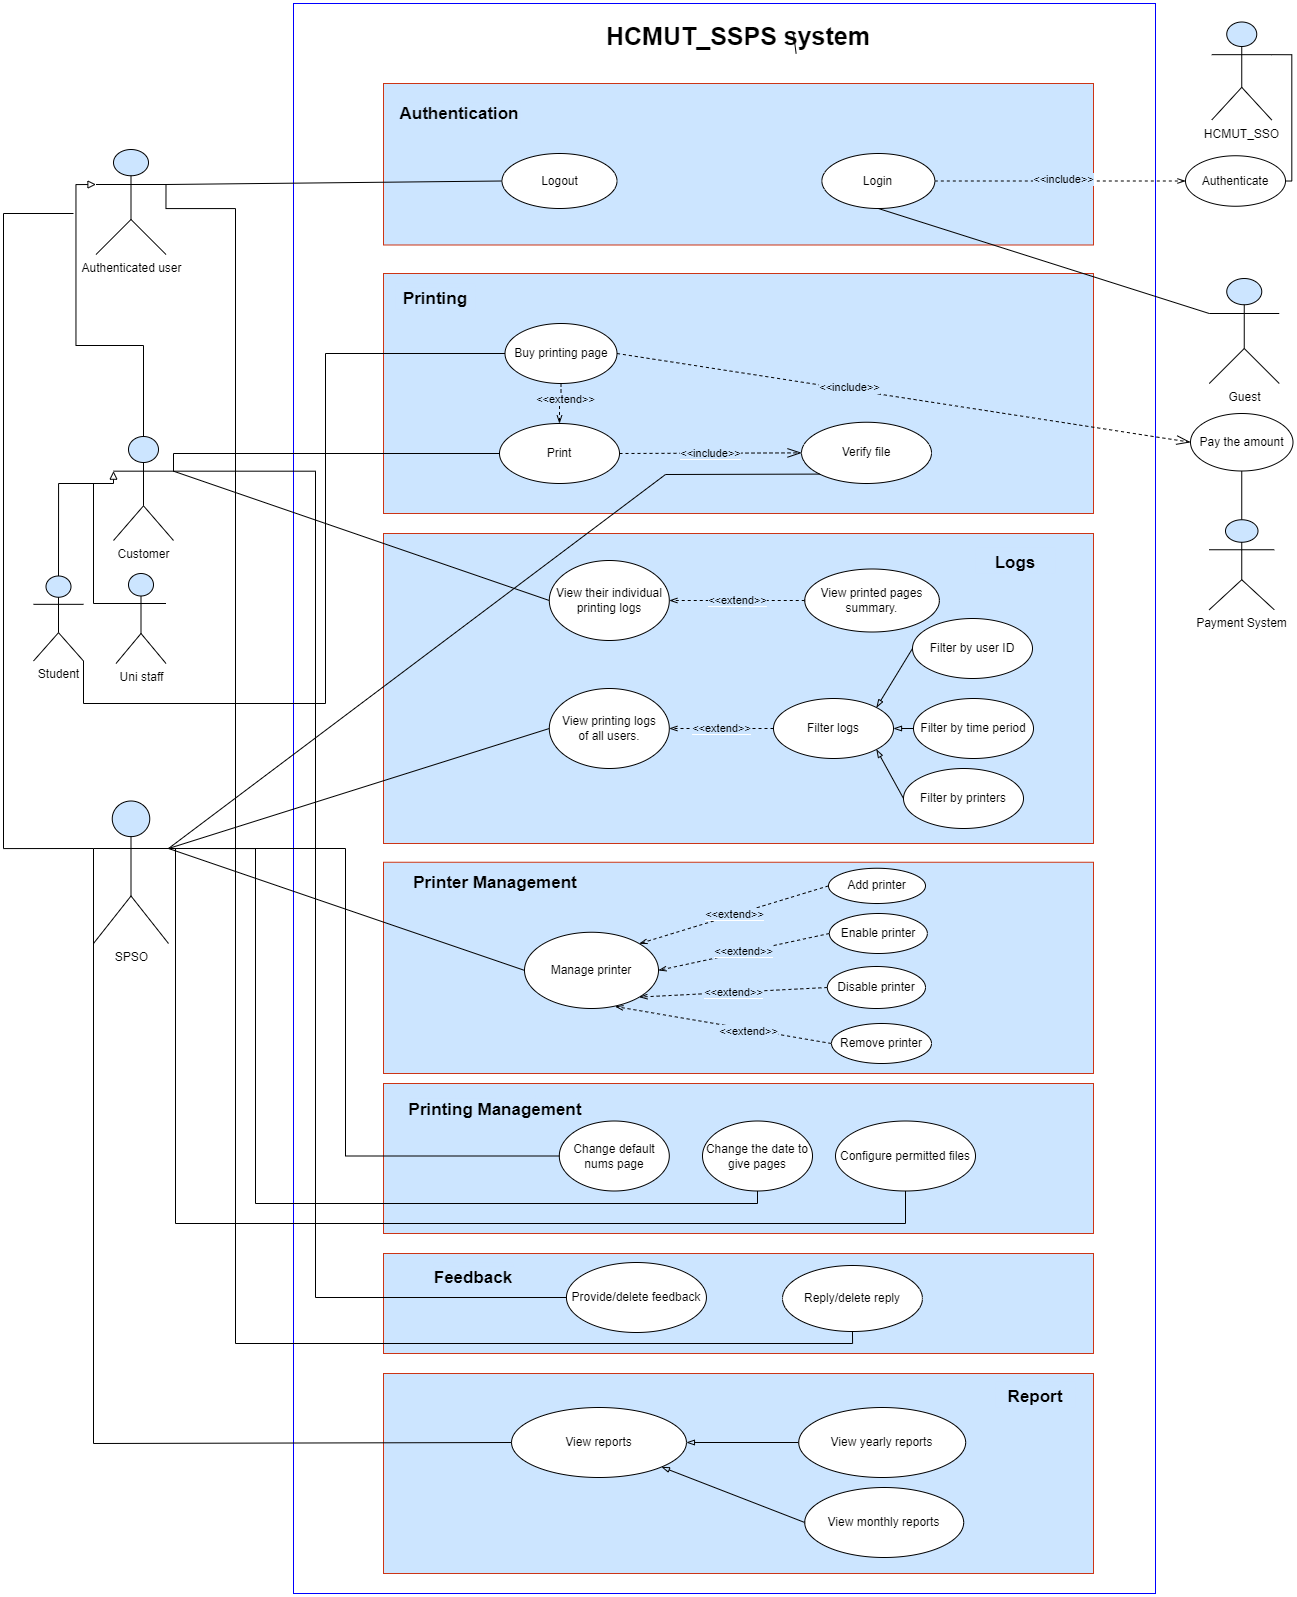 HCMUT_SSPS system
HCMUT_SSO
Authentication
Logout
Login
<<include>>
Authenticate
Authenticated user
Printing
Buy printing page
<<include>>
<<extend>>
Guest
Print
<<include>>
Verify file
Pay the amount
Customer
Logs
View their individual
printing logs
<<extend>>
View printed pages
summary.
Payment System
Student
Uni staff
Filter by user ID
View printing logs
of all users.
<<extend>>
Filter logs
Filter by time period
Filter by printers
SPSO
Printer Management
Add printer
<<extend>>
Enable printer
<<extend>>
Manage printer
Disable printer
<<extend>>
<<extend>>
Remove printer
Printing Management
Change default
nums page
Change the date to
give pages
Configure permitted files
Feedback
Provide/delete feedback
Reply/delete reply
Report
View reports
View yearly reports
View monthly reports